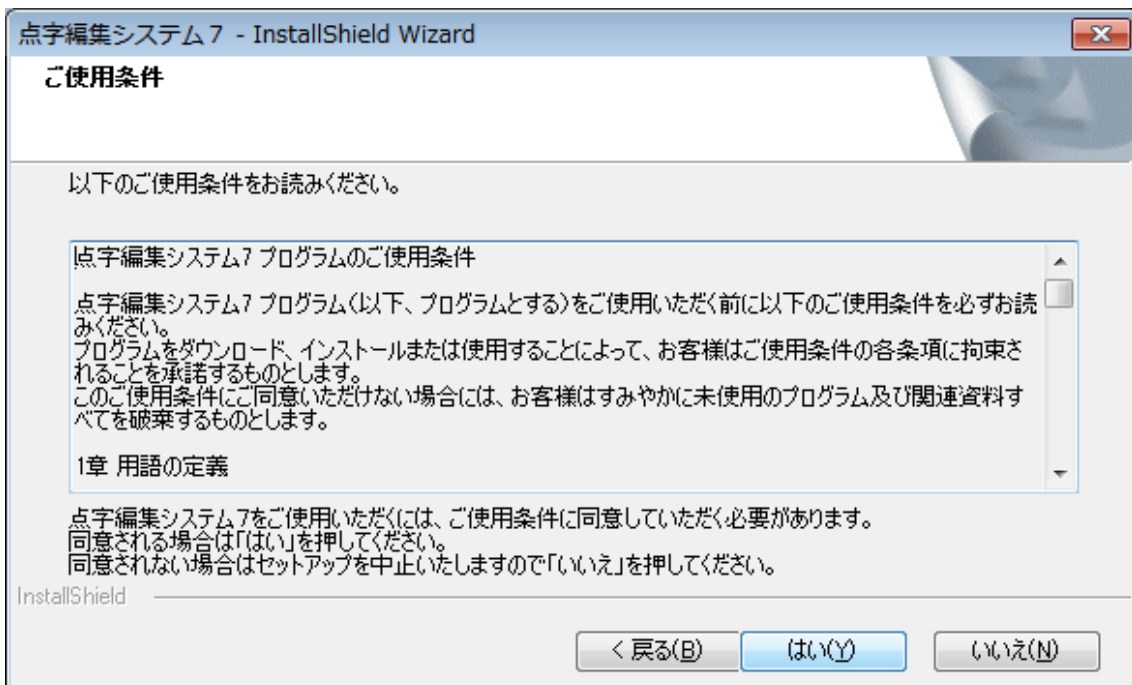 点字編集システム7 - InstallShield Wizard
ご使用条件
以下のご使用条件をお読みください。
点字編集システム7 プログラムのご使用条件
点字編集システム7 プログラム(以下、プログラムとする)をご使用いただく前に以下のご使用条件を必ずお読
みください。
プログラムをダウンロード、インストールまたは使用することによって、お客様はご使用条件の各条項に拘束さ
れることを承諾するものとします。
このご使用条件にご同意いただけない場合には、お客様はすみやかに未使用のプログラム及び関連資料す
べてを破棄するものとします。
1章 用語の定義
点字編集システム7をご使用いただくには、ご使用条件に同意していただく必要があります。
同意される場合は「はい」を押してください。
同意されない場合はセットアップを中止いたしますので「いいえ」を押してください。
InstallShield
< 戻る(B)
はい(Y)
いいえ(N)